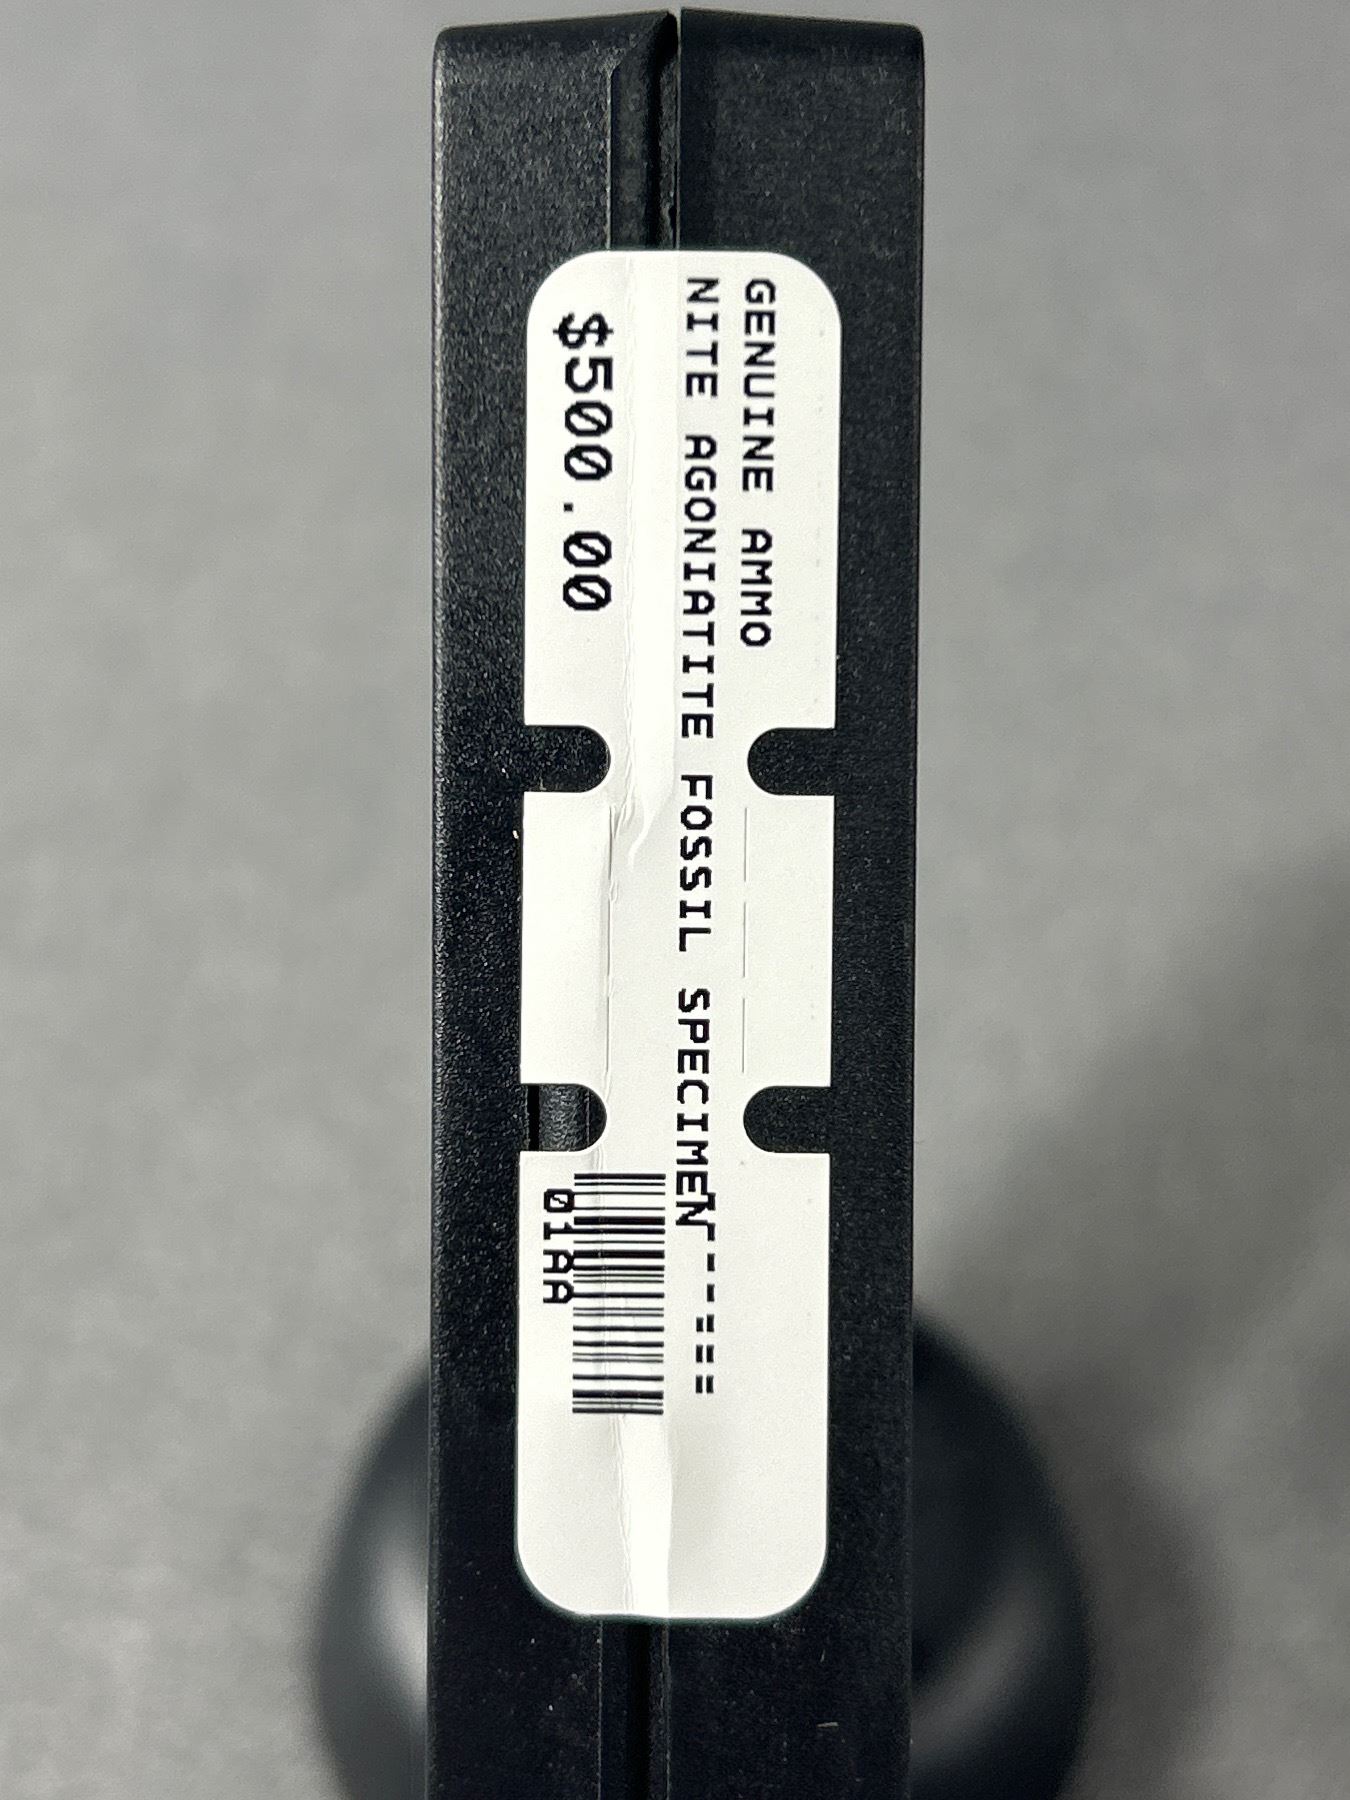 GENUINE AMMO
NITE AGONIATITE FOSSIL SPECIMEN
$500.00
01AA